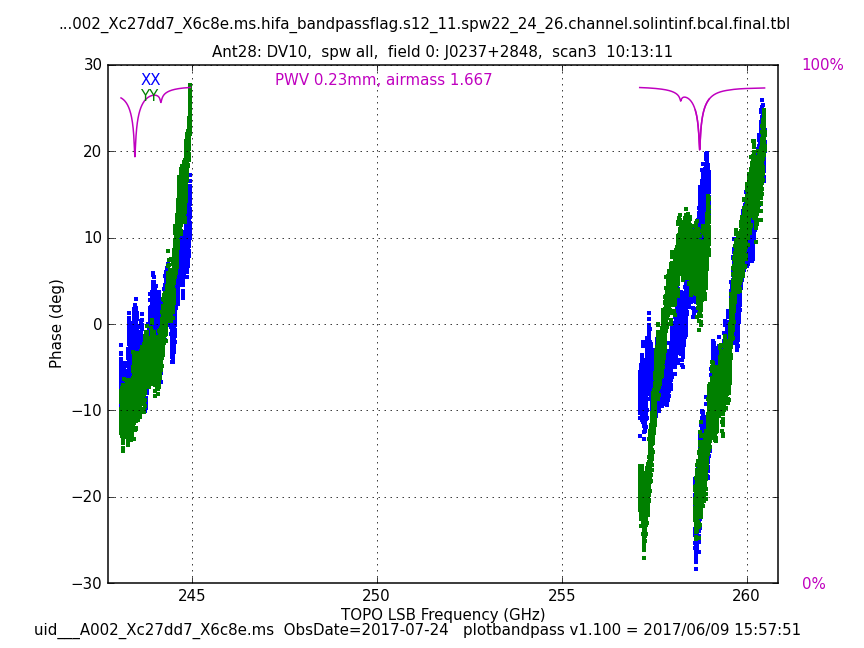 ...002_Xc27dd7_X6c8e.ms.hifa_bandpassflag.s12_11.spw22_24_26.channel.solintinf.bcal.final.tbl
Ant28: DV10,  spw all,  field 0: J0237+2848,  scan3  10:13:11
30 XX PWV 0.23mm, airmass 1.667 100%
YY
20
10
0
−10
−20
−30 0%
Phase (deg)
245 250 255 260
TOPO LSB Frequency (GHz)
uid___A002_Xc27dd7_X6c8e.ms  ObsDate=2017-07-24   plotbandpass v1.100 = 2017/06/09 15:57:51